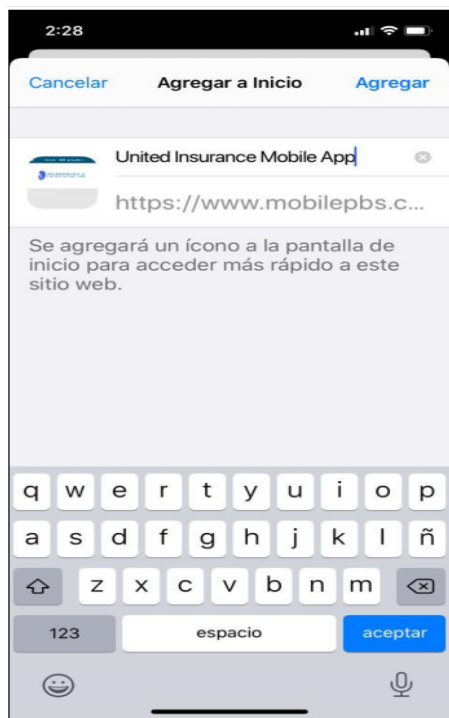 2:28
Cancelar Agregar a Inicio Agregar
United Insurance Mobile App
https://www.mobilepbs.c...
Se agregará un ícono a la pantalla de
inicio para acceder más rápido a este
sitio web.
q w e r t y u i o p
a s d f g h j k l ñ
z x c v b n m
123 espacio aceptar